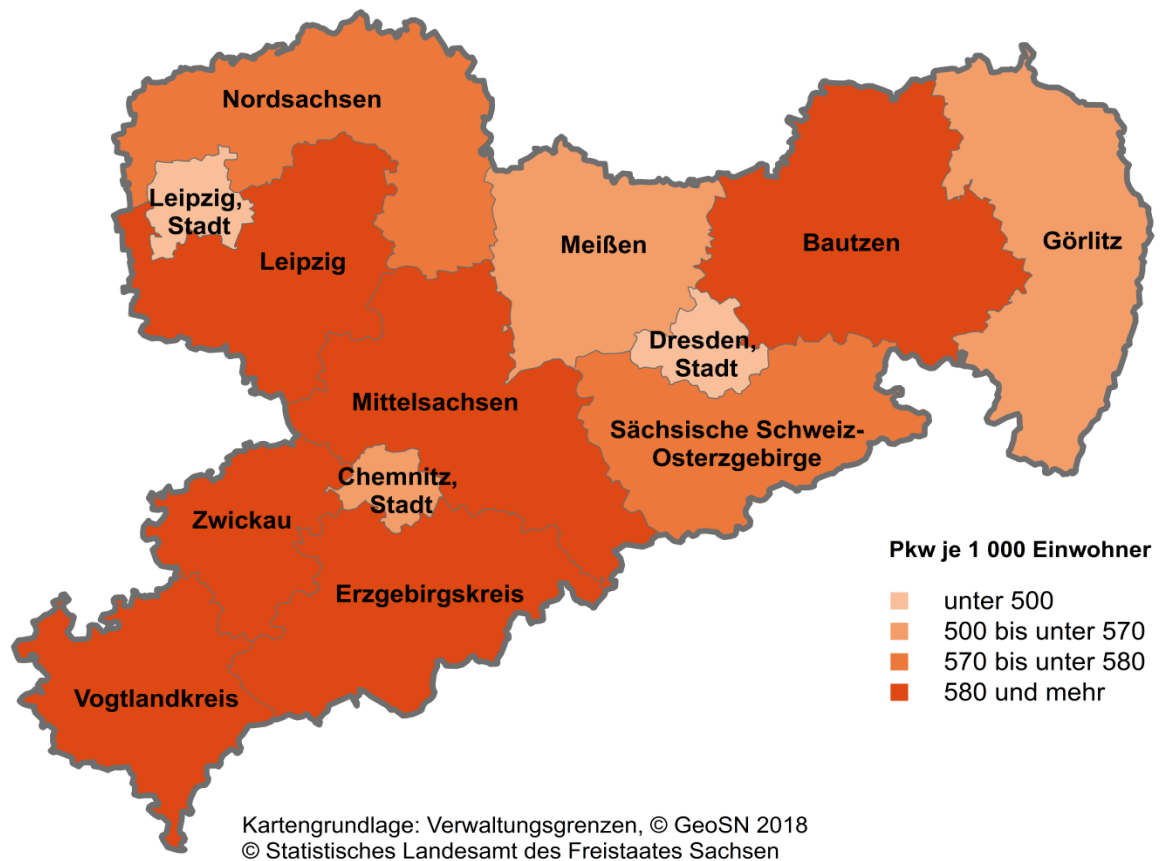 Nordsachsen
Leipzig,
Stadt
Leipzig
Meißen
Bautzen
Görlitz
Dresden,
Stadt
Mittelsachsen
Sächsische Schweiz-
Osterzgebirge
Chemnitz,
Stadt
Zwickau
Erzgebirgskreis
Vogtlandkreis
Pkw je 1 000 Einwohner
unter 500
500 bis unter 570
570 bis unter 580
580 und mehr
Kartengrundlage: Verwaltungsgrenzen, © GeoSN 2018
© Statistisches Landesamt des Freistaates Sachsen